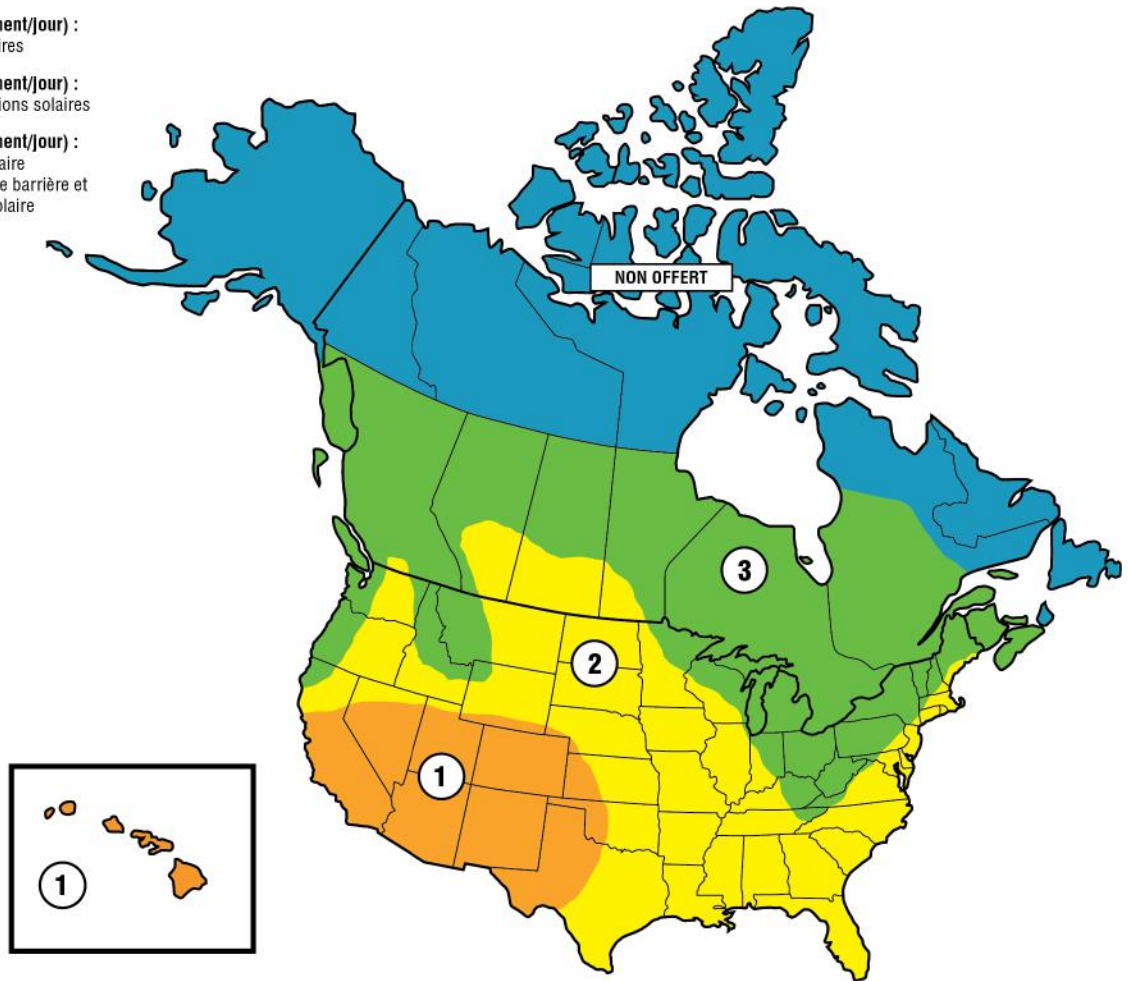 ment/jour) :
ires
ment/jour) :
ions solaires
ment/jour) :
aire
e barrière et
olaire
NON OFFERT
3
2
1
1